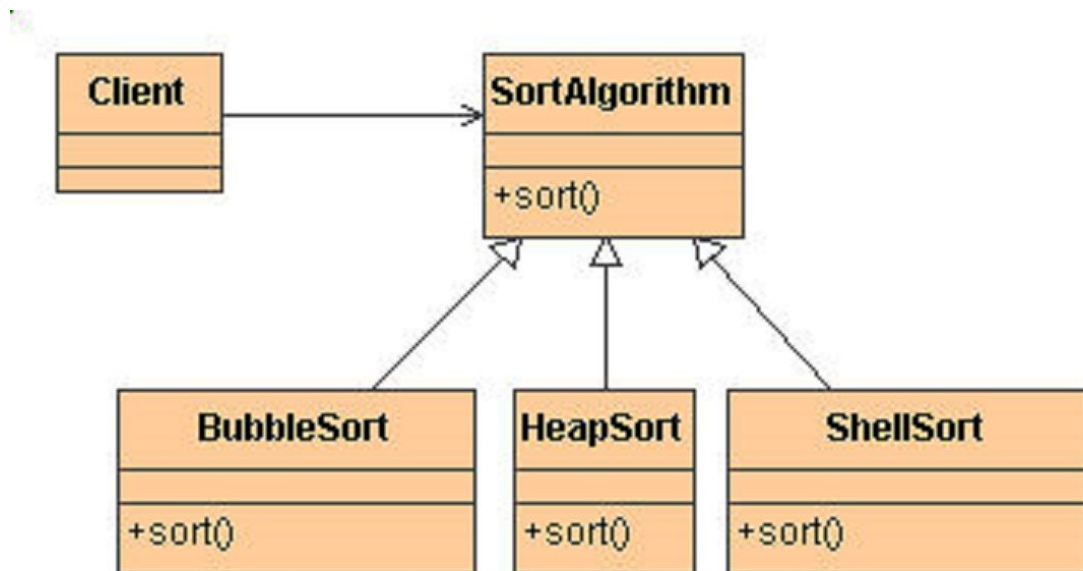 Client
SortAlgorithm
+sort()
BubbleSort
HeapSort
ShellSort
+sort()
+sort()
+sort()